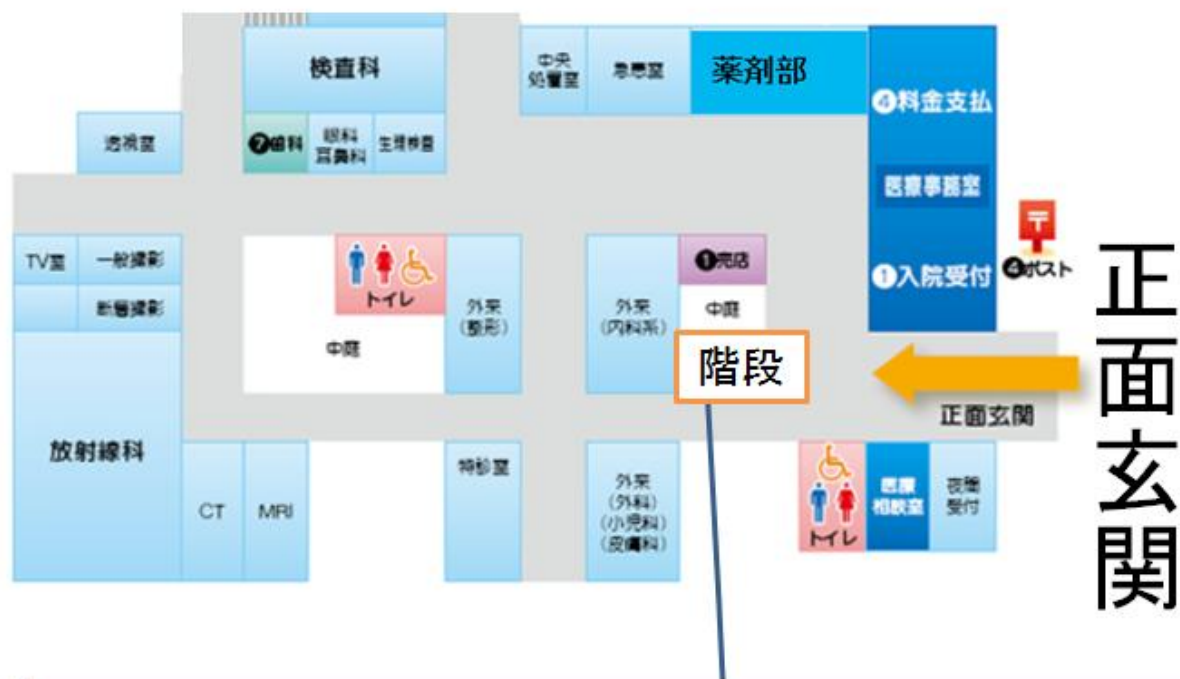 検査科
中央
処置室
急患室
薬剤部
❹料金支払
透視室
❼歯科
眼科
耳鼻科
生理検査
医療事務室
TV室
一般撮影
トイレ
外来
(整形)
外来
(内科系)
❶売店
❶入院受付
❹ポスト
断層撮影
中庭
中庭
階段
正面玄関
正面玄関
放射線科
CT
MRI
特診室
外来
(外科)
(小児科)
(皮膚科)
トイレ
医療
相談室
夜間
受付